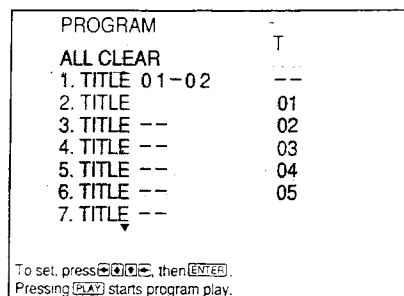 PROGRAM
T
ALL CLEAR
1. TITLE 01-02 --
2. TITLE 01
3. TITLE -- 02
4. TITLE -- 03
5. TITLE -- 04
6. TITLE -- 05
7. TITLE --
To set, press ←↑↓→, then ENTER.
Pressing PLAY starts program play.